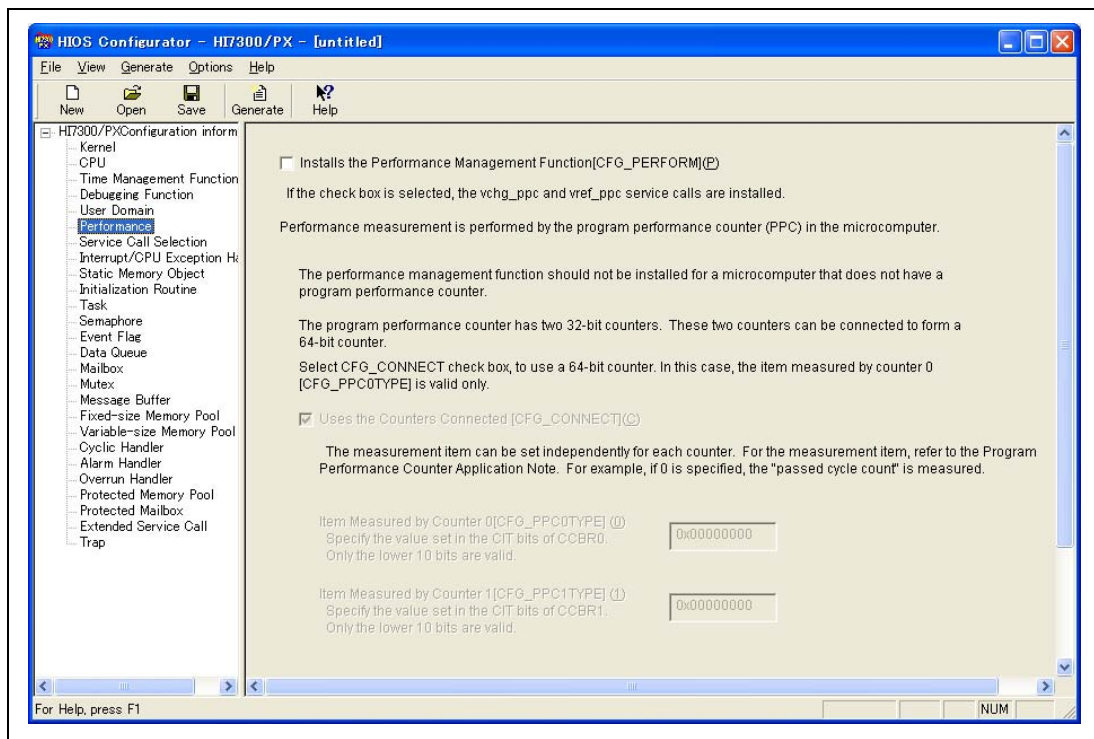 HIOS Configurator - HI7300/PX - [untitled]
File View Generate Options Help
New Open Save Generate Help
HI7300/PXConfiguration inform
Kernel
CPU
Time Management Function
Debugging Function
User Domain
Performance
Service Call Selection
Interrupt/CPU Exception Ha
Static Memory Object
Initialization Routine
Task
Semaphore
Event Flag
Data Queue
Mailbox
Mutex
Message Buffer
Fixed-size Memory Pool
Variable-size Memory Pool
Cyclic Handler
Alarm Handler
Overrun Handler
Protected Memory Pool
Protected Mailbox
Extended Service Call
Trap
Installs the Performance Management Function[CFG_PERFORM](P)
If the check box is selected, the vchg_ppc and vref_ppc service calls are installed.
Performance measurement is performed by the program performance counter (PPC) in the microcomputer.
The performance management function should not be installed for a microcomputer that does not have a
program performance counter.
The program performance counter has two 32-bit counters. These two counters can be connected to form a
64-bit counter.
Select CFG_CONNECT check box, to use a 64-bit counter. In this case, the item measured by counter 0
[CFG_PPC0TYPE] is valid only.
Uses the Counters Connected [CFG_CONNECT](C)
The measurement item can be set independently for each counter. For the measurement item, refer to the Program
Performance Counter Application Note. For example, if 0 is specified, the "passed cycle count" is measured.
Item Measured by Counter 0[CFG_PPC0TYPE] (0)
Specify the value set in the CIT bits of CCBR0.
Only the lower 10 bits are valid.
0x00000000
Item Measured by Counter 1[CFG_PPC1TYPE] (1)
Specify the value set in the CIT bits of CCBR1.
Only the lower 10 bits are valid.
0x00000000
For Help, press F1
NUM